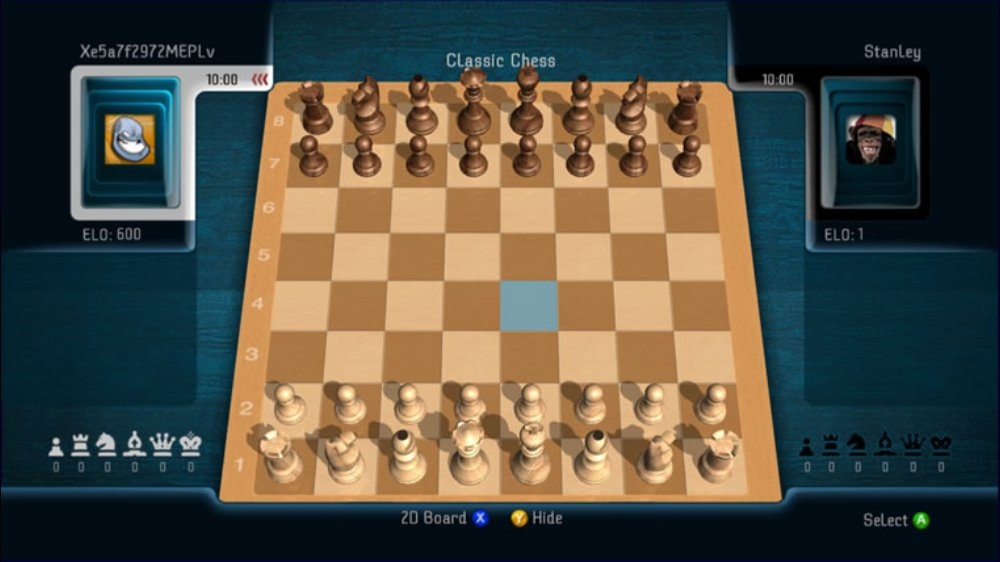 Xe5a7f2972MEPLv
Classic Chess
Stanley
10:00
10:00
8
7
6
ELO: 600
ELO: 1
5
4
3
2
1
0 0 0 0 0 0
0 0 0 0 0 0
2D Board X Y Hide
Select A